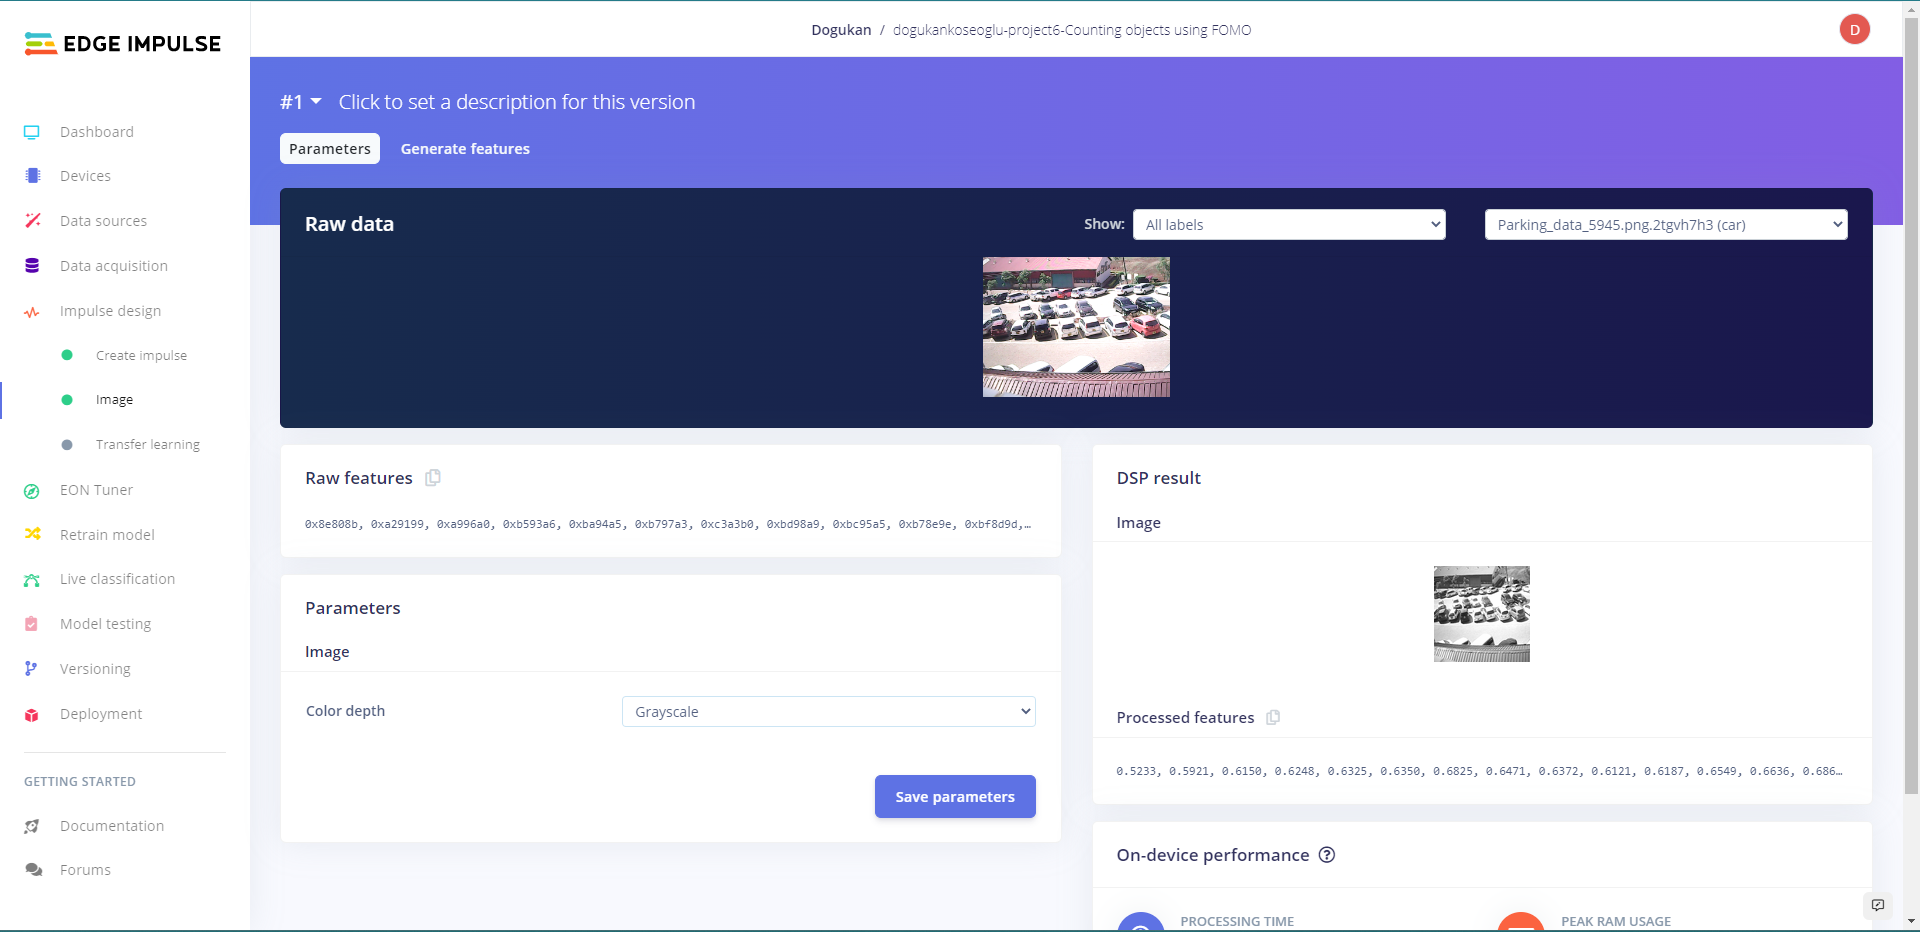 EDGE IMPULSE
Dogukan / dogukankoseoglu-project6-Counting objects using FOMO
D
#1 Click to set a description for this version
Parameters Generate features
Dashboard
Devices
Data sources
Data acquisition
Impulse design
Create impulse
Image
Transfer learning
EON Tuner
Retrain model
Live classification
Model testing
Versioning
Deployment
GETTING STARTED
Documentation
Forums
Raw data
Show: All labels Parking_data_5945.png.2tgvh7h3 (car)
Raw features
0x8e808b, 0xa29199, 0xa996a0, 0xb593a6, 0xba94a5, 0xb797a3, 0xc3a3b0, 0xbd98a9, 0xbc95a5, 0xb78e9e, 0xbf8d9d,…
Parameters
Image
Color depth Grayscale
Save parameters
DSP result
Image
Processed features
0.5233, 0.5921, 0.6150, 0.6248, 0.6325, 0.6350, 0.6825, 0.6471, 0.6372, 0.6121, 0.6187, 0.6549, 0.6636, 0.686…
On-device performance
PROCESSING TIME PEAK RAM USAGE